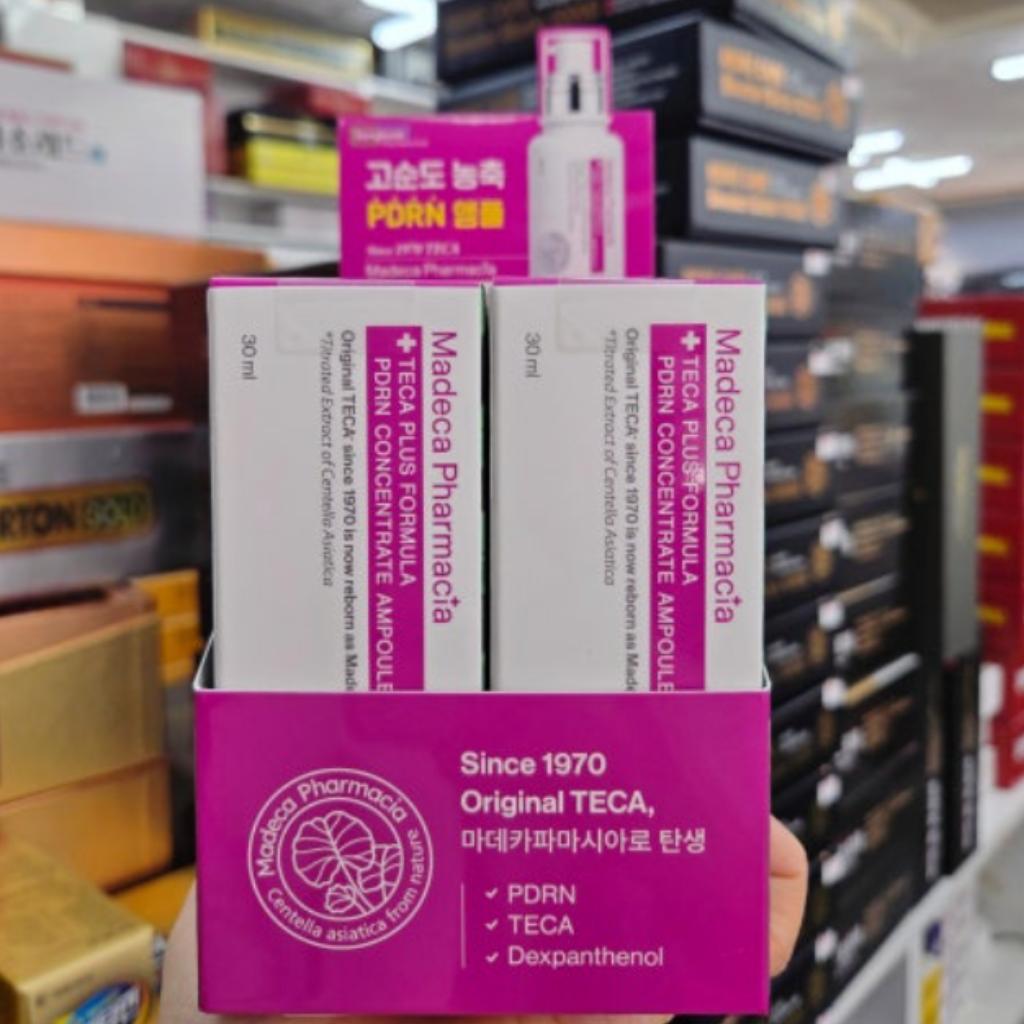 고순도 농축
PDRN 앰플
Since 1970 TECA
Madeca Pharmacia
Madeca Pharmacia
TECA PLUS FORMULA
PDRN CONCENTRATE AMPOULE
Original TECA* since 1970 is now reborn as Made
*Titrated Extract of Centella Asiatica
30 ml
Madeca Pharmacia
TECA PLUS FORMULA
PDRN CONCENTRATE AMPOULE
Original TECA* since 1970 is now reborn as Made
*Titrated Extract of Centella Asiatica
30 ml
Madeca Pharmacia
Centella asiatica from nature
Since 1970
Original TECA,
마데카파마시아로 탄생
✓ PDRN
✓ TECA
✓ Dexpanthenol